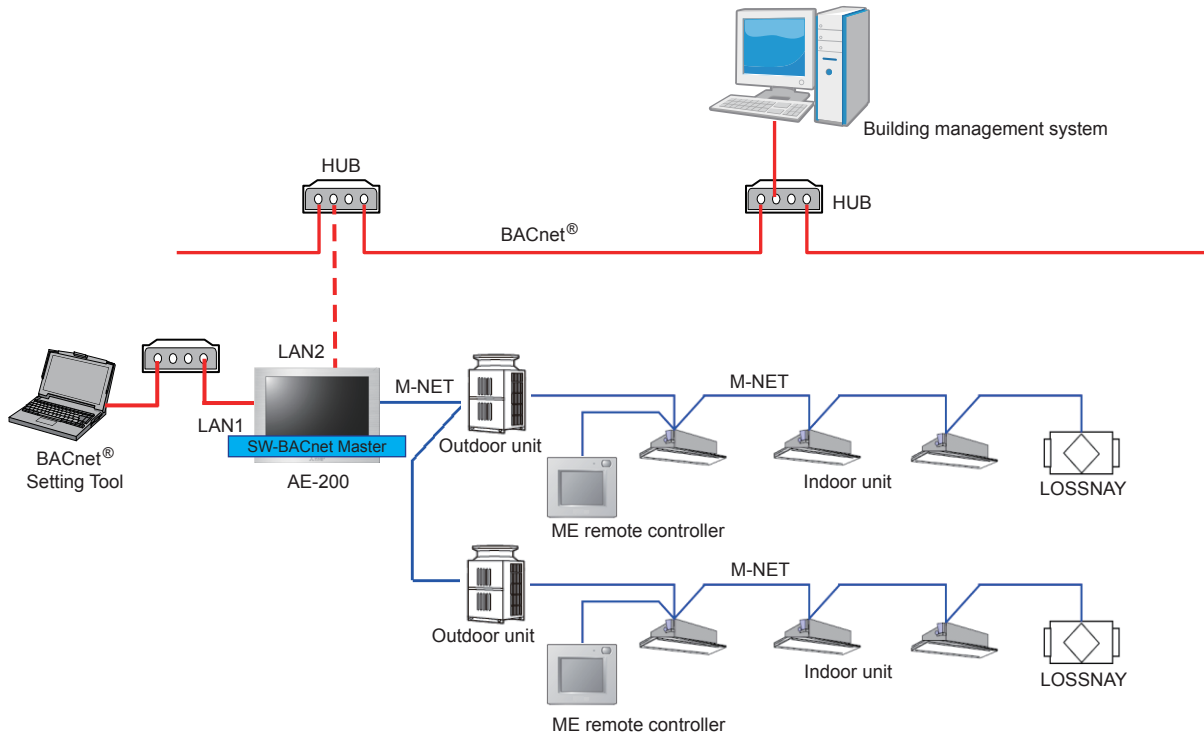 Building management system
HUB
HUB
BACnet®
LAN2
M-NET
M-NET
LAN1
SW-BACnet Master
Outdoor unit
BACnet®
Setting Tool
AE-200
Indoor unit
LOSSNAY
ME remote controller
M-NET
Outdoor unit
Indoor unit
LOSSNAY
ME remote controller